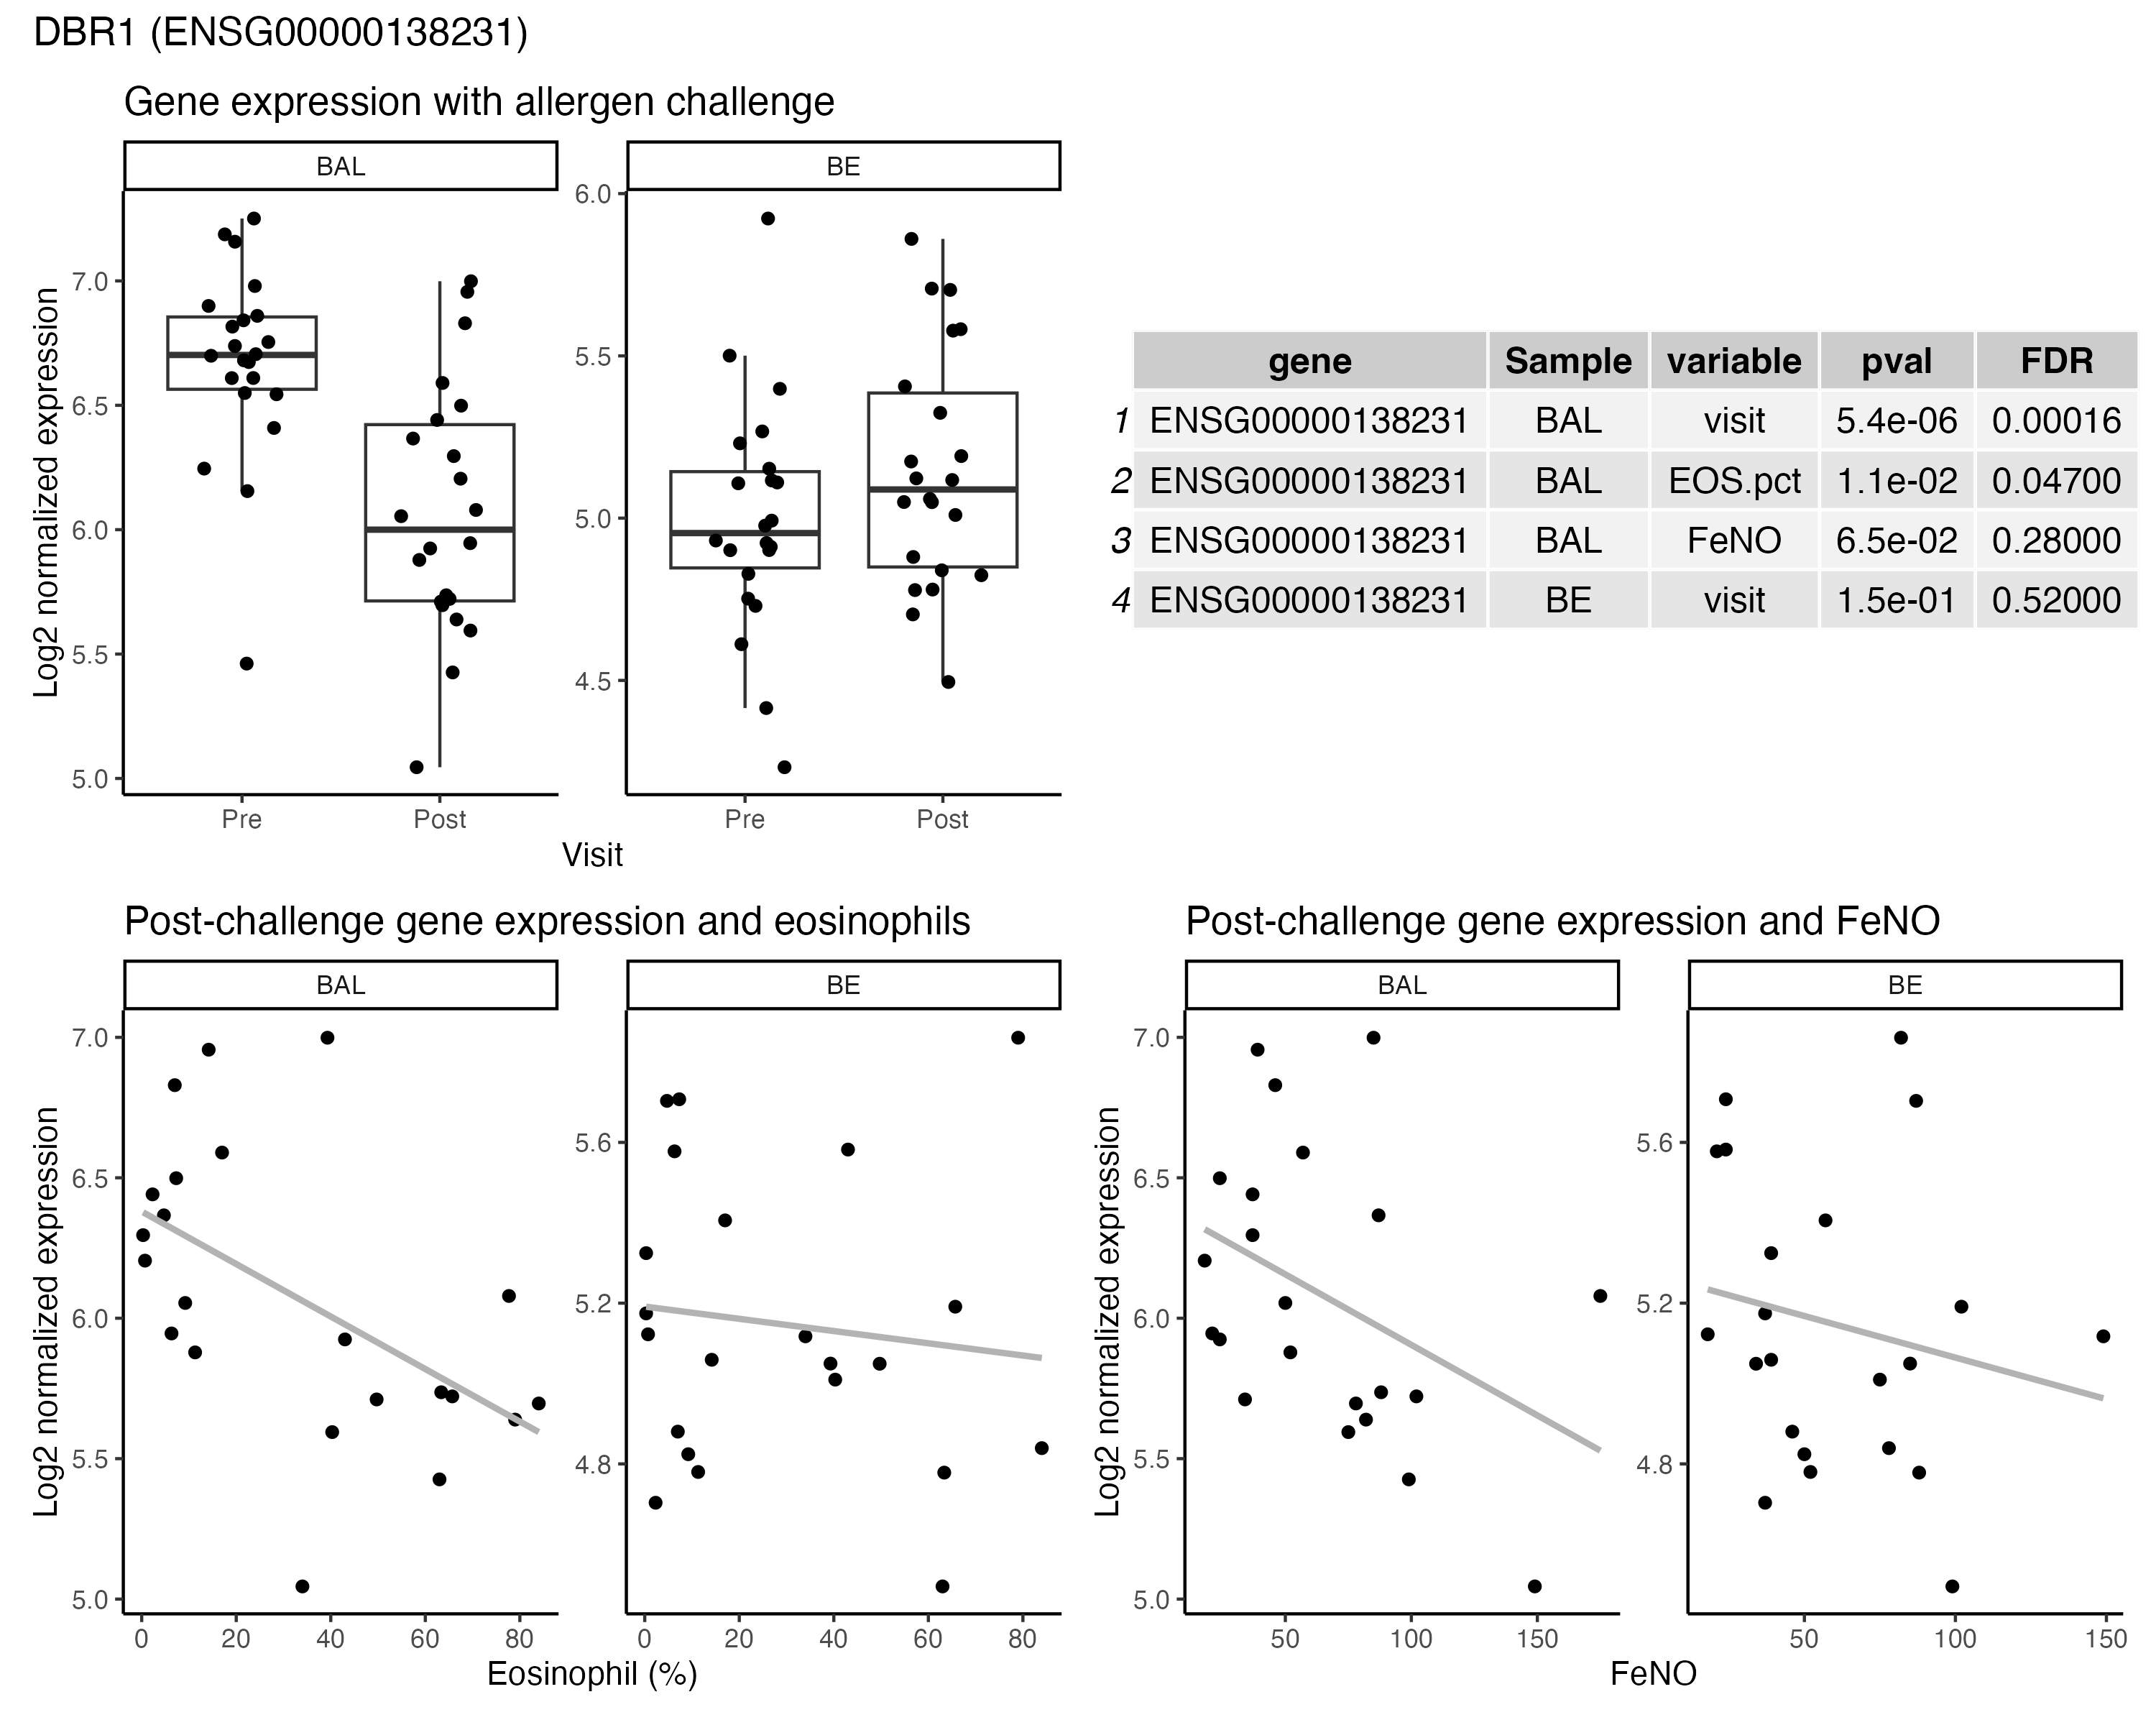 DBR1 (ENSG00000138231)
Gene expression with allergen challenge
BAL
BE
Log2 normalized expression
7.0
6.5
6.0
5.5
5.0
6.0
5.5
5.0
4.5
Pre
Post
Pre
Post
Visit
gene Sample variable pval FDR
1 ENSG00000138231 BAL visit 5.4e-06 0.00016
2 ENSG00000138231 BAL EOS.pct 1.1e-02 0.04700
3 ENSG00000138231 BAL FeNO 6.5e-02 0.28000
4 ENSG00000138231 BE visit 1.5e-01 0.52000
Post-challenge gene expression and eosinophils
BAL
BE
Log2 normalized expression
7.0
6.5
6.0
5.5
5.0
5.6
5.2
4.8
0 20 40 60 80
0 20 40 60 80
Eosinophil (%)
Post-challenge gene expression and FeNO
BAL
BE
Log2 normalized expression
7.0
6.5
6.0
5.5
5.0
5.6
5.2
4.8
50 100 150
50 100 150
FeNO